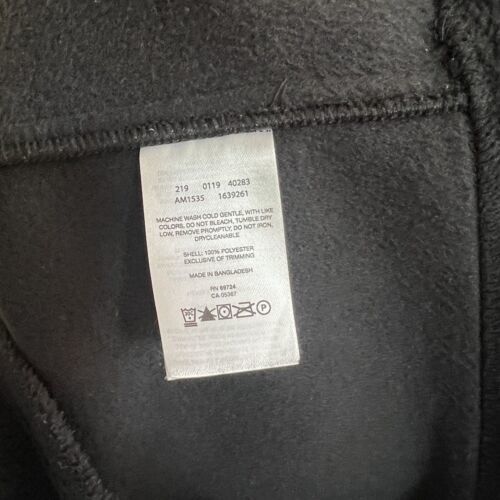 219 0119 40283
AM1535 1639261
MACHINE WASH COLD GENTLE, WITH LIKE
COLORS, DO NOT BLEACH, TUMBLE DRY
LOW, REMOVE PROMPTLY, DO NOT IRON,
DRYCLEANABLE
SHELL: 100% POLYESTER
EXCLUSIVE OF TRIMMING
MADE IN BANGLADESH
RN 69724
CA 05367
P